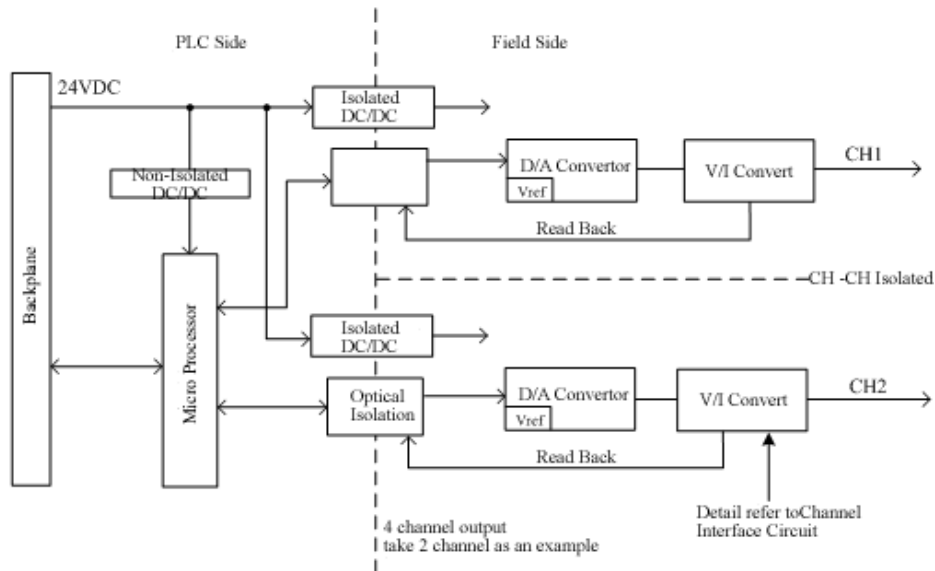 PLC Side
Field Side
24VDC
Isolated
DC/DC
Non-Isolated
DC/DC
D/A Convertor
Vref
V/I Convert
CH1
Read Back
CH -CH Isolated
Backplane
Micro Processor
Isolated
DC/DC
Optical
Isolation
D/A Convertor
Vref
V/I Convert
CH2
Read Back
4 channel output
take 2 channel as an example
Detail refer toChannel
Interface Circuit